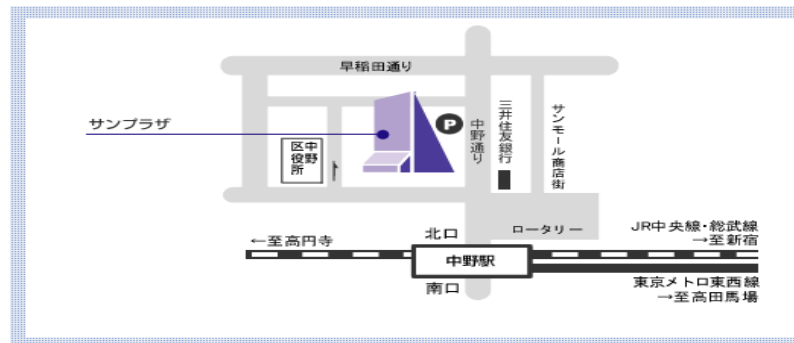 早稲田通り
サンプラザ
P
中野通り
三井住友銀行
サンモール商店街
中野
区役所
北口
ロータリー
JR中央線・総武線
→至新宿
←至高円寺
中野駅
南口
東京メトロ東西線
→至高田馬場